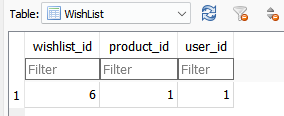 Table: WishList
wishlist_id product_id user_id
Filter Filter Filter
1 6 1 1